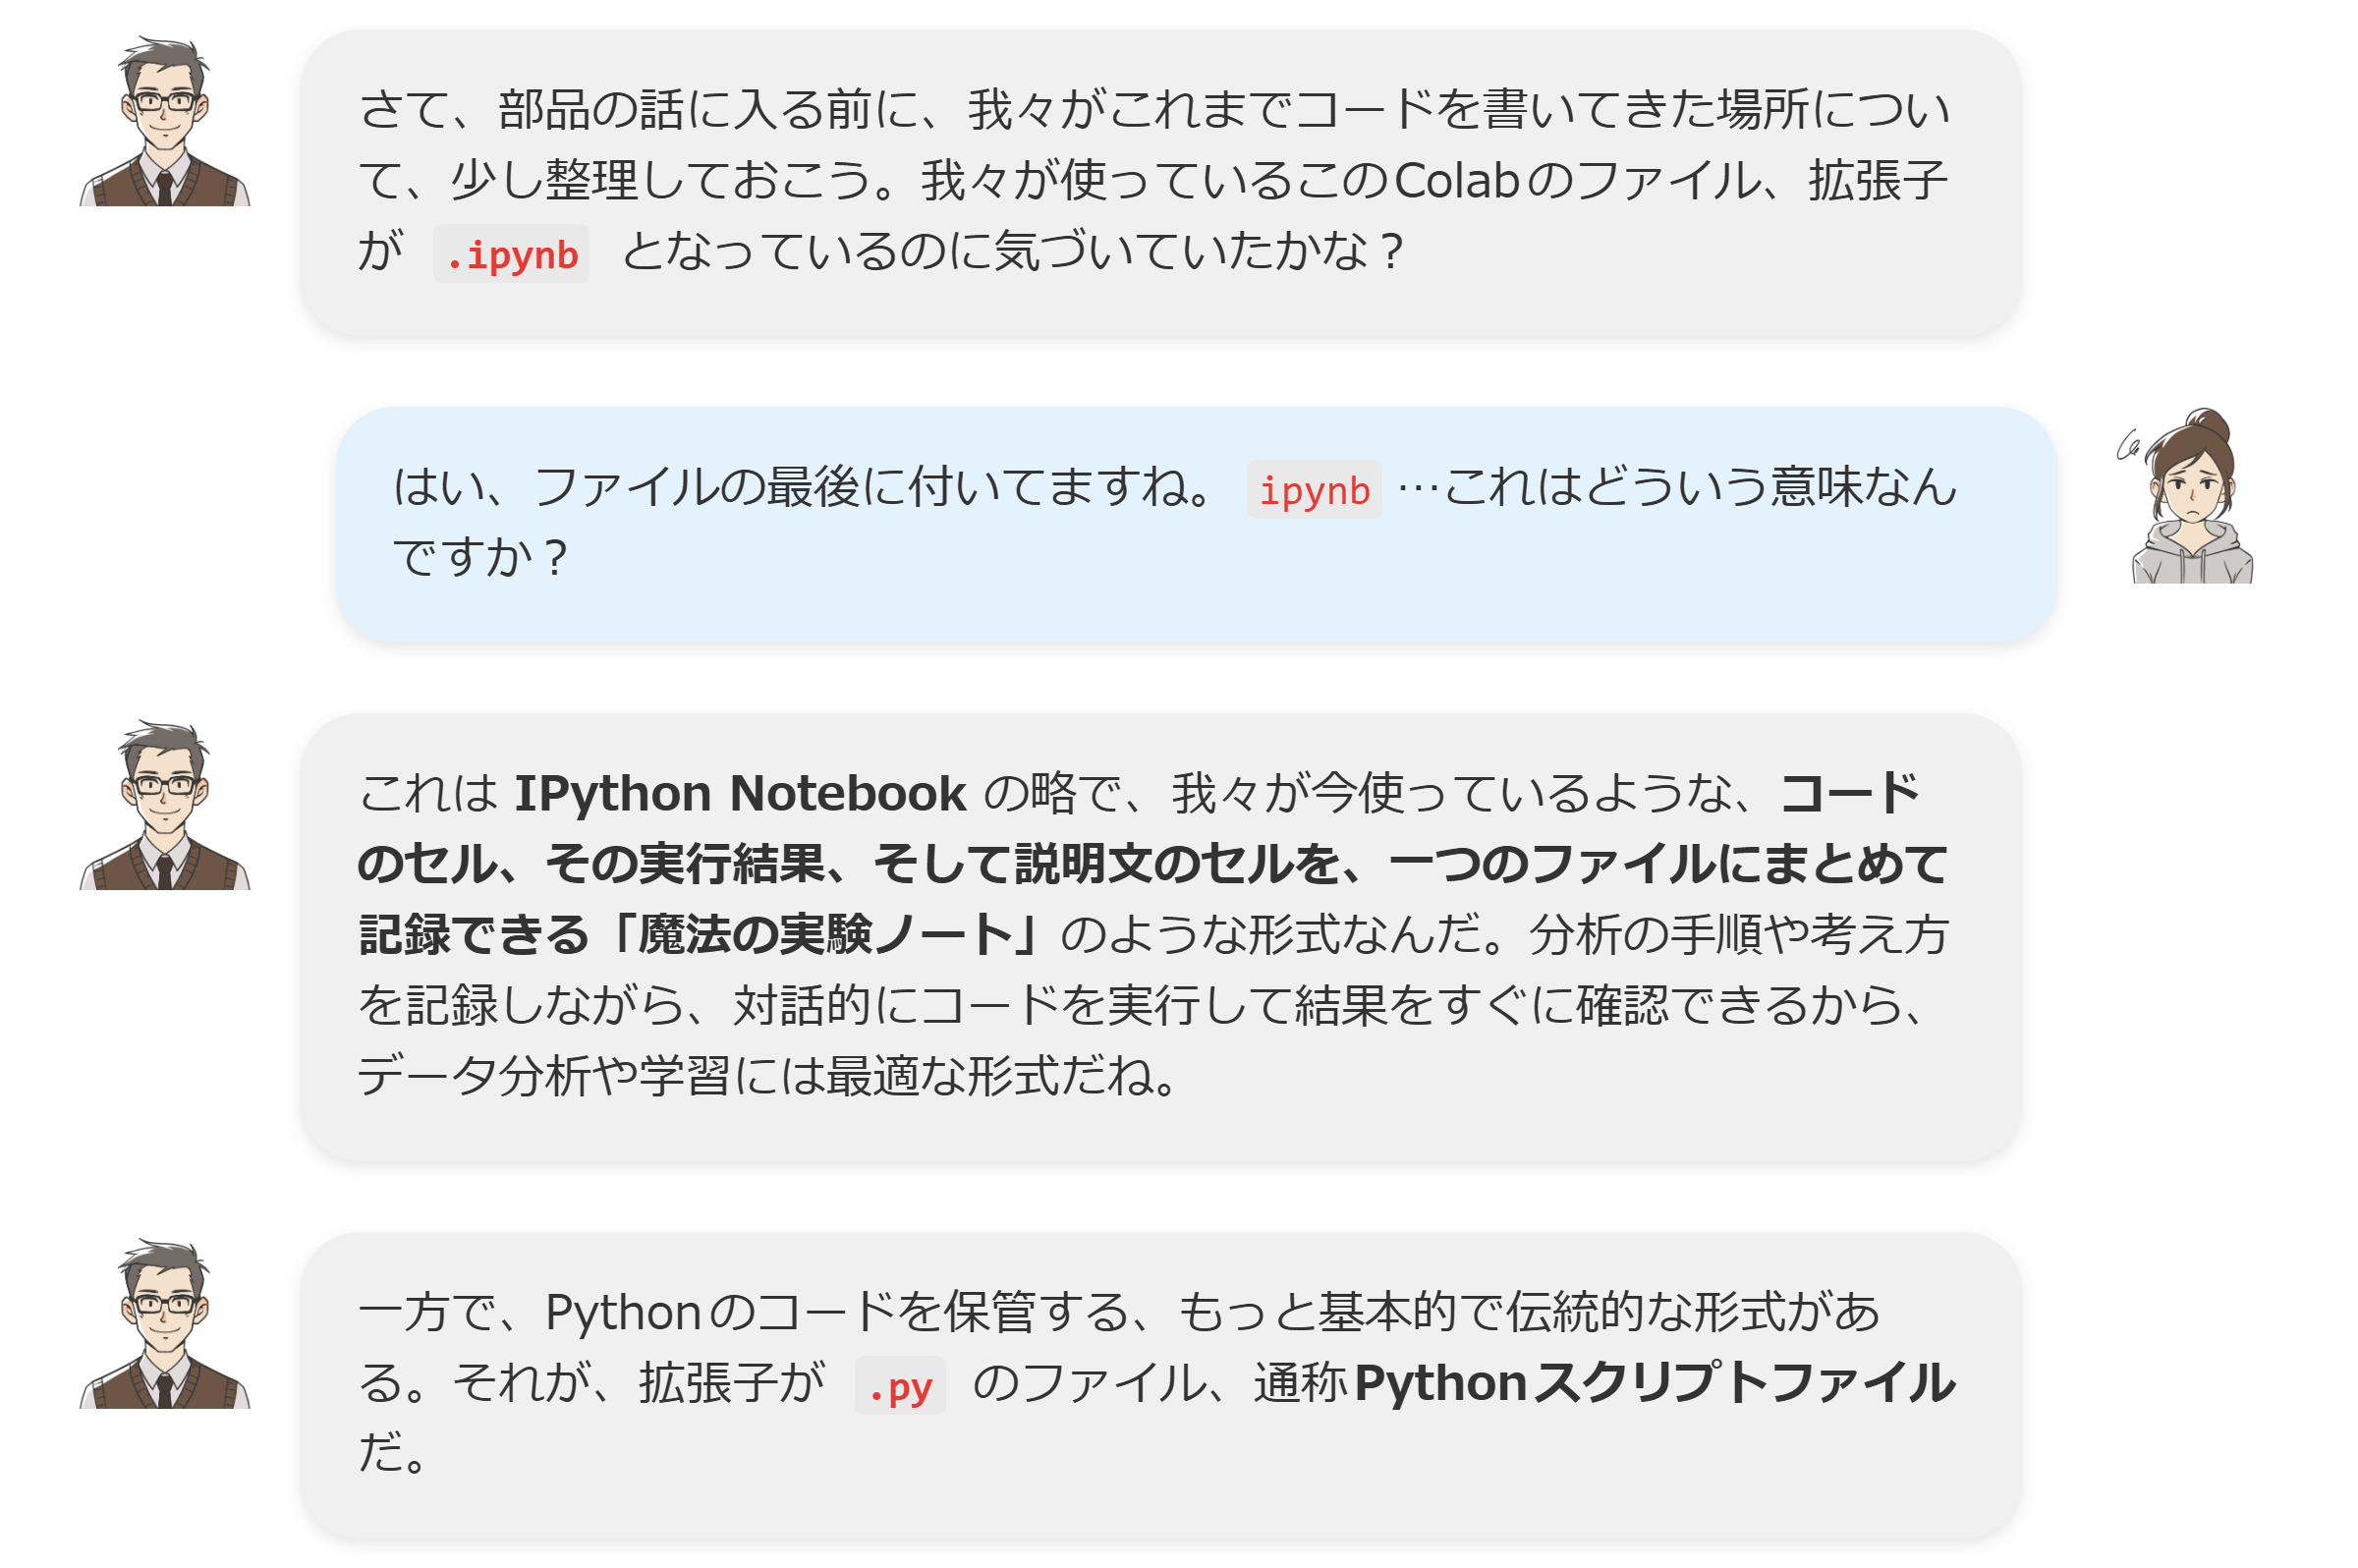 さて、部品の話に入る前に、我々がこれまでコードを書いてきた場所につい
て、少し整理しておこう。我々が使っているこのColabのファイル、拡張子
が .ipynb となっているのに気づいていたかな？
はい、ファイルの最後に付いてますね。 ipynb …これはどういう意味なん
ですか？
これは IPython Notebook の略で、我々が今使っているような、コード
のセル、その実行結果、そして説明文のセルを、一つのファイルにまとめて
記録できる「魔法の実験ノート」のような形式なんだ。分析の手順や考え方
を記録しながら、対話的にコードを実行して結果をすぐに確認できるから、
データ分析や学習には最適な形式だね。
一方で、Pythonのコードを保管する、もっと基本的で伝統的な形式があ
る。それが、拡張子が .py のファイル、通称Pythonスクリプトファイル
だ。